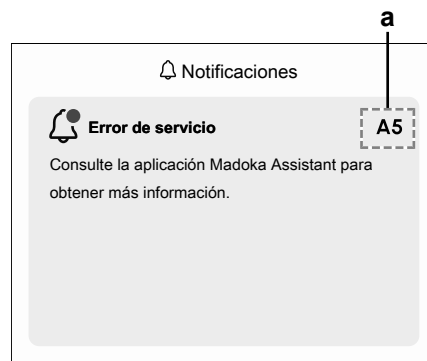 a
Notificaciones
Error de servicio A5
Consulte la aplicación Madoka Assistant para
obtener más información.